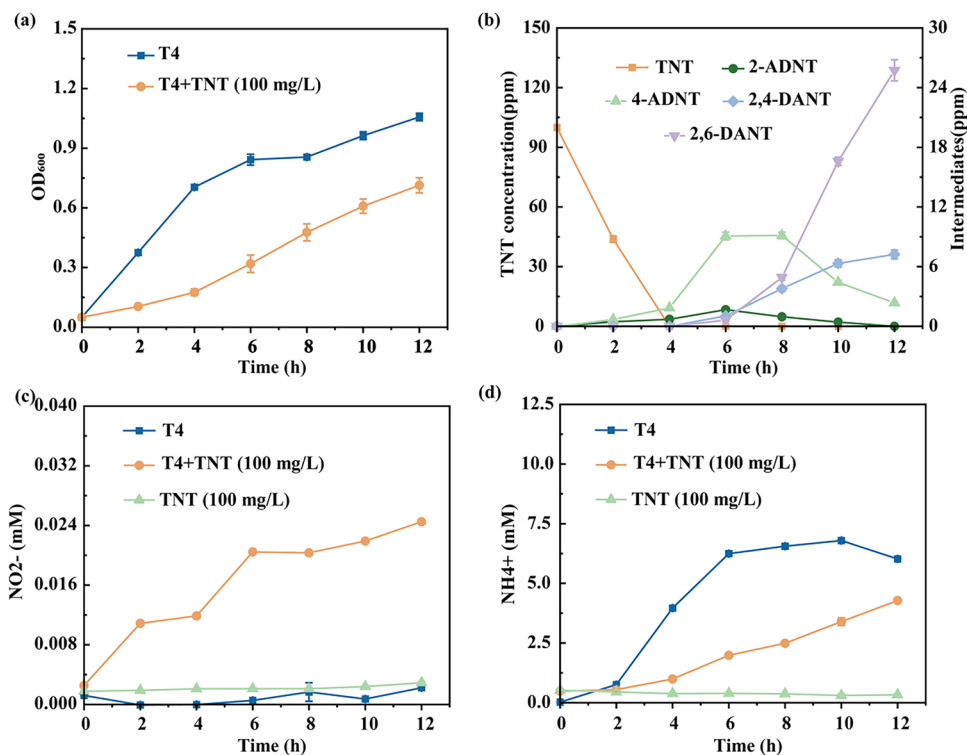 (a)
1.5
1.2
0.9
0.6
0.3
0.0
OD₆₀₀
T4
T4+TNT (100 mg/L)
0 2 4 6 8 10 12
Time (h)
(b)
150
120
90
60
30
0
TNT concentration(ppm)
TNT
2-ADNT
4-ADNT
2,4-DANT
2,6-DANT
30
24
18
12
6
0
Intermediates(ppm)
0 2 4 6 8 10 12
Time (h)
(c)
0.040
0.032
0.024
0.016
0.008
0.000
NO2- (mM)
T4
T4+TNT (100 mg/L)
TNT (100 mg/L)
0 2 4 6 8 10 12
Time (h)
(d)
12.5
10.0
7.5
5.0
2.5
0.0
NH4+ (mM)
T4
T4+TNT (100 mg/L)
TNT (100 mg/L)
0 2 4 6 8 10 12
Time (h)